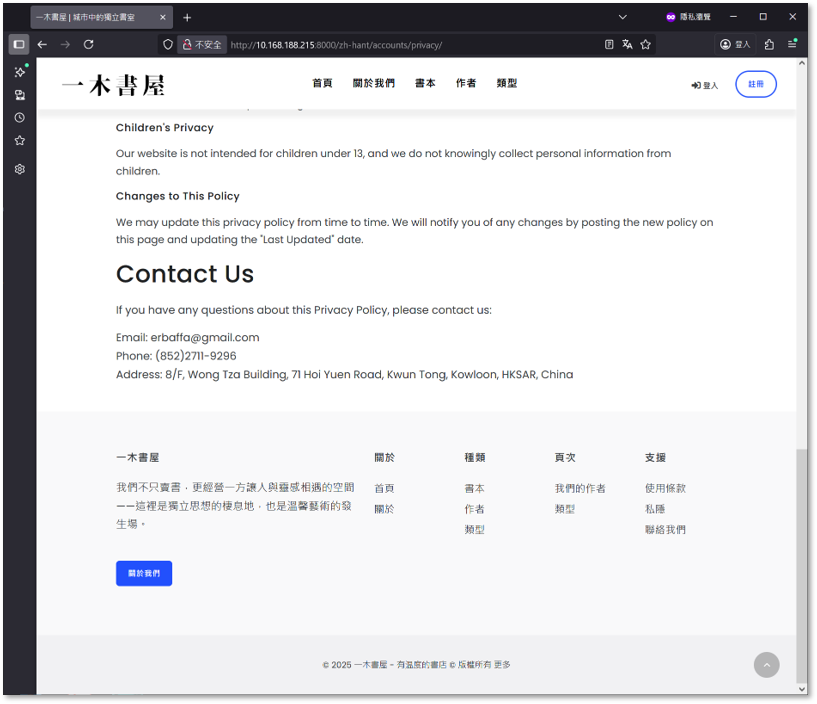 一木書屋 | 城市中的獨立書室
隱私瀏覽
不安全
http://10.168.188.215:8000/zh-hant/accounts/privacy/
登入
一木書屋
首頁
關於我們
書本
作者
類型
登入
註冊
Children's Privacy
Our website is not intended for children under 13, and we do not knowingly collect personal information from
children.
Changes to This Policy
We may update this privacy policy from time to time. We will notify you of any changes by posting the new policy on
this page and updating the "Last Updated" date.
Contact Us
If you have any questions about this Privacy Policy, please contact us:
Email: erbaffa@gmail.com
Phone: (852)2711-9296
Address: 8/F, Wong Tza Building, 71 Hoi Yuen Road, Kwun Tong, Kowloon, HKSAR, China
一木書屋
我們不只賣書，更經營一方讓人與靈感相遇的空間
——這裡是獨立思想的棲息地，也是溫馨藝術的發
生場。
關於我們
關於
首頁
關於
種類
書本
作者
類型
頁次
我們的作者
類型
支援
使用條款
私隱
聯絡我們
© 2025 一木書屋 - 有溫度的書店 © 版權所有 更多